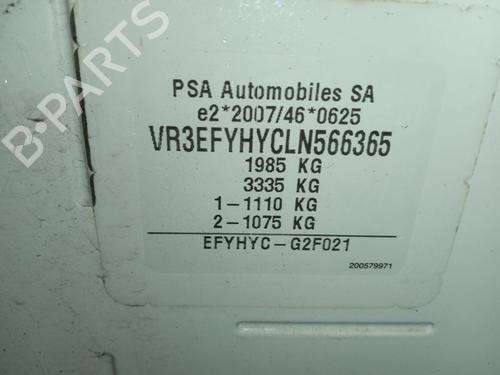 PSA Automobiles SA
e2*2007/46*0625
VR3EFYHYCLN566365
1985 KG
3335 KG
1-1110 KG
2-1075 KG
EFYHYC-G2F021
200579971
B-PARTS